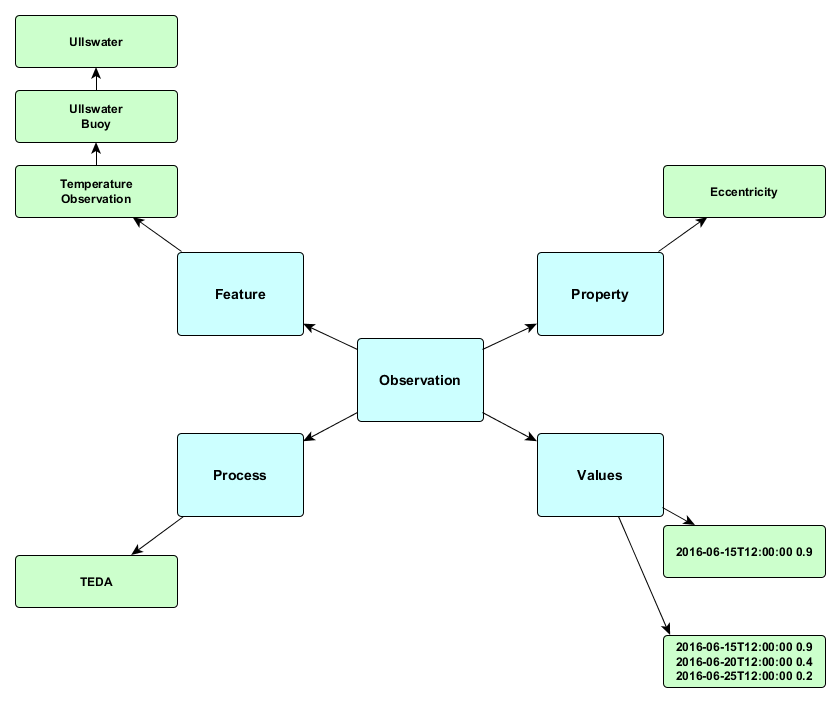 Ullswater
Ullswater
Buoy
Temperature
Observation
Eccentricity
Feature
Property
Observation
Process
Values
2016-06-15T12:00:00 0.9
TEDA
2016-06-15T12:00:00 0.9
2016-06-20T12:00:00 0.4
2016-06-25T12:00:00 0.2